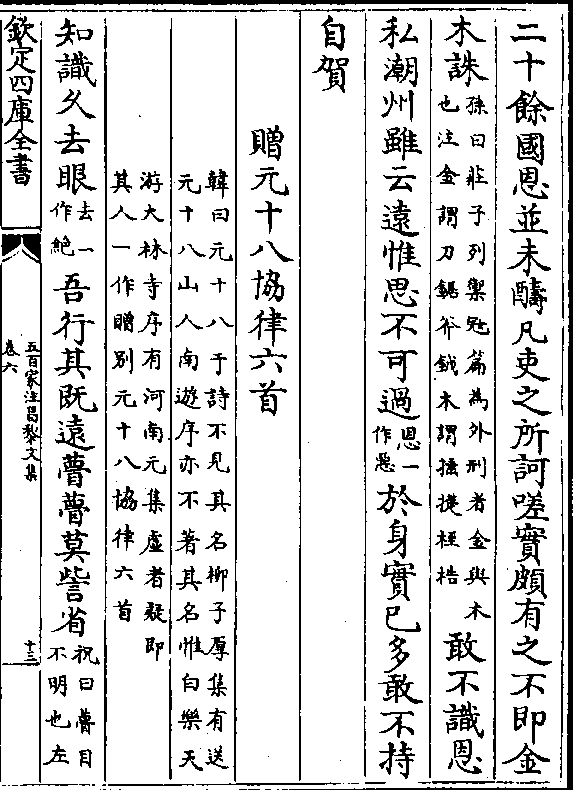 二十餘國恩並未醻凡吏之所訶嗟實頗有之不即金
木誅孫曰莊子列禦冦篇為外刑者金與木
也注金謂刀鋸斧鉞木謂捶楚桎梏敢不識恩
私潮州雖云逺惟思不可過恩一
作惡於身實已多敢不持
自賀
贈元十八協律六首
韓曰元十八于詩不見其名柳子厚集有送
元十八山人南遊序亦不著其名惟白樂天
游大林寺序有河南元集虛者疑即
其人一作贈别元十八協律六首
知識久去眼去一
作絶吾行其既逺瞢瞢莫訾省祝曰瞢目
不明也左
欽定四庫全書
五百家注昌黎文集
卷六
十三